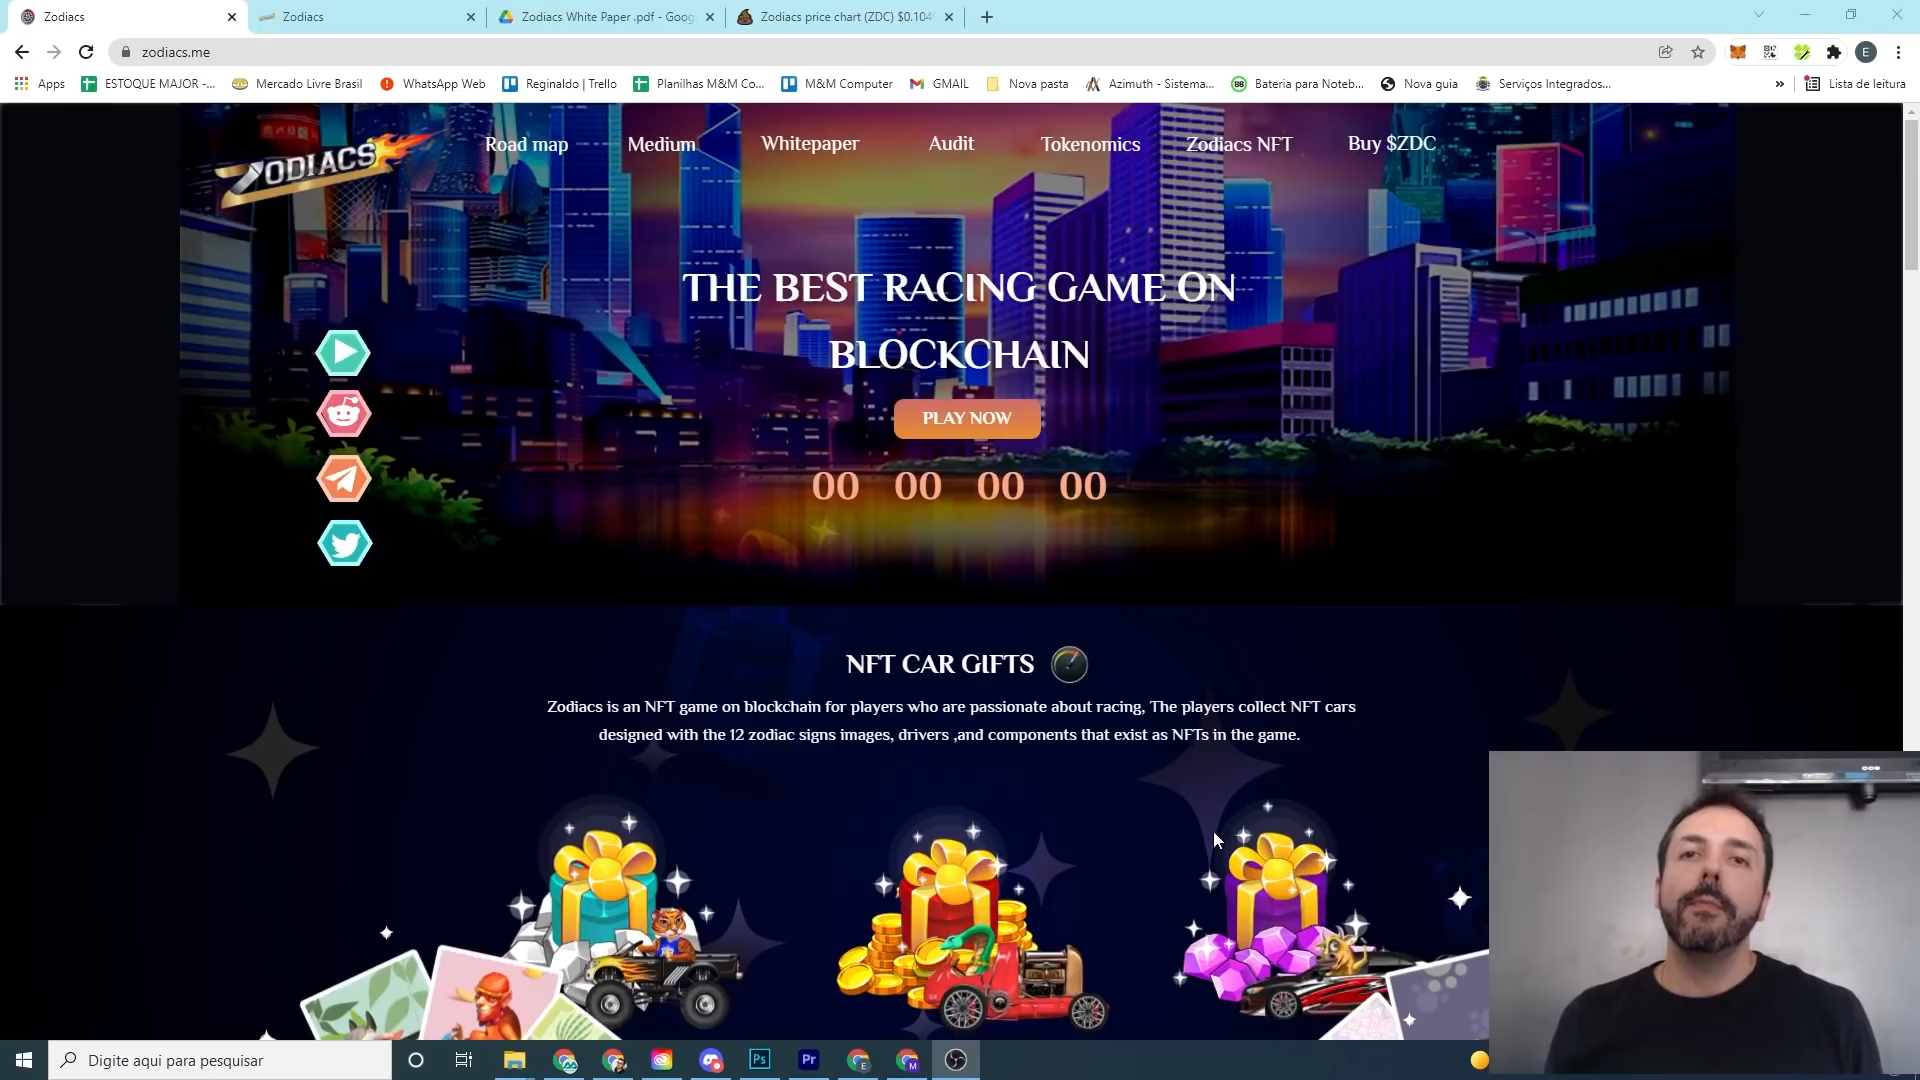 Zodiacs
Zodiacs
Zodiacs White Paper .pdf - Goog
Zodiacs price chart (ZDC) $0.104
zodiacs.me
E
Apps
ESTOQUE MAJOR -...
Mercado Livre Brasil
WhatsApp Web
Reginaldo | Trello
Planilhas M&M Co...
M&M Computer
GMAIL
Nova pasta
Azimuth - Sistema...
Bateria para Noteb...
Nova guia
Serviços Integrados...
»
Lista de leitura
ZODIACS
Road map
Medium
Whitepaper
Audit
Tokenomics
Zodiacs NFT
Buy $ZDC
THE BEST RACING GAME ON
BLOCKCHAIN
PLAY NOW
00 00 00 00
NFT CAR GIFTS
Zodiacs is an NFT game on blockchain for players who are passionate about racing, The players collect NFT cars
designed with the 12 zodiac signs images, drivers ,and components that exist as NFTs in the game.
Digite aqui para pesquisar
Ps
Pr
E
M